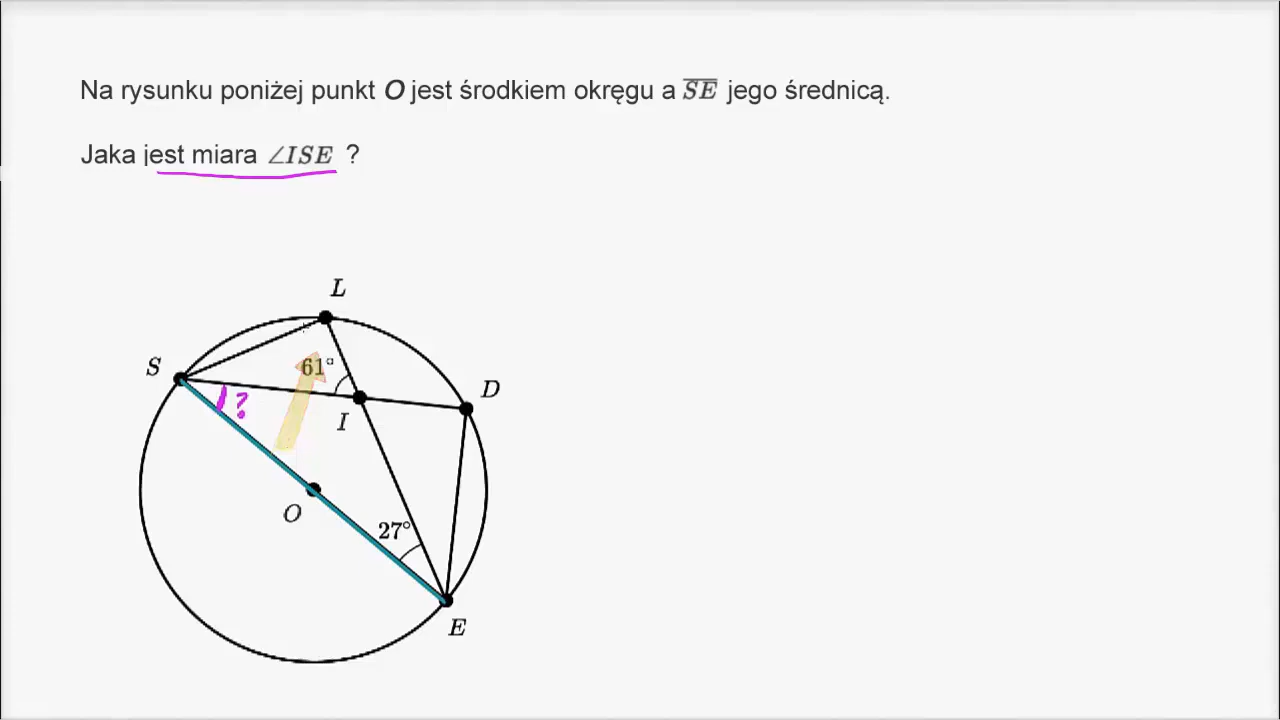 Na rysunku poniżej punkt O jest środkiem okręgu a SE jego średnicą.
Jaka jest miara ∠ISE ?
L
S
61°
D
?
I
O
27°
E